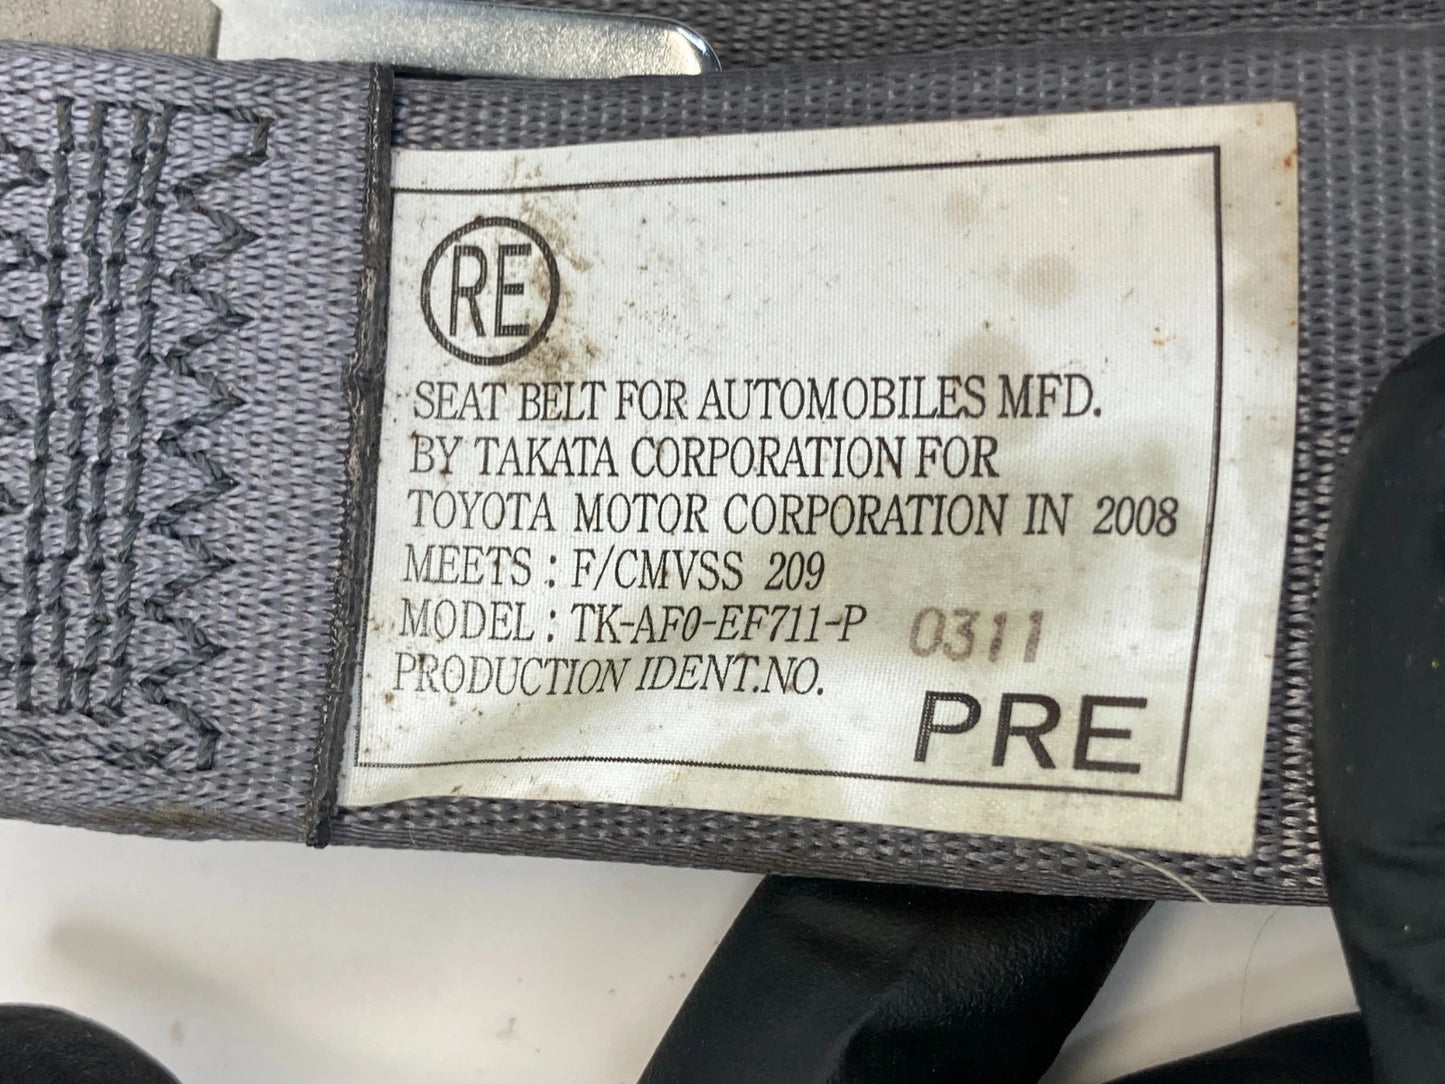 RE
SEAT BELT FOR AUTOMOBILES MFD.
BY TAKATA CORPORATION FOR
TOYOTA MOTOR CORPORATION IN 2008
MEETS : F/CMVSS 209
MODEL : TK-AF0-EF711-P 0311
PRODUCTION IDENT.NO.
PRE